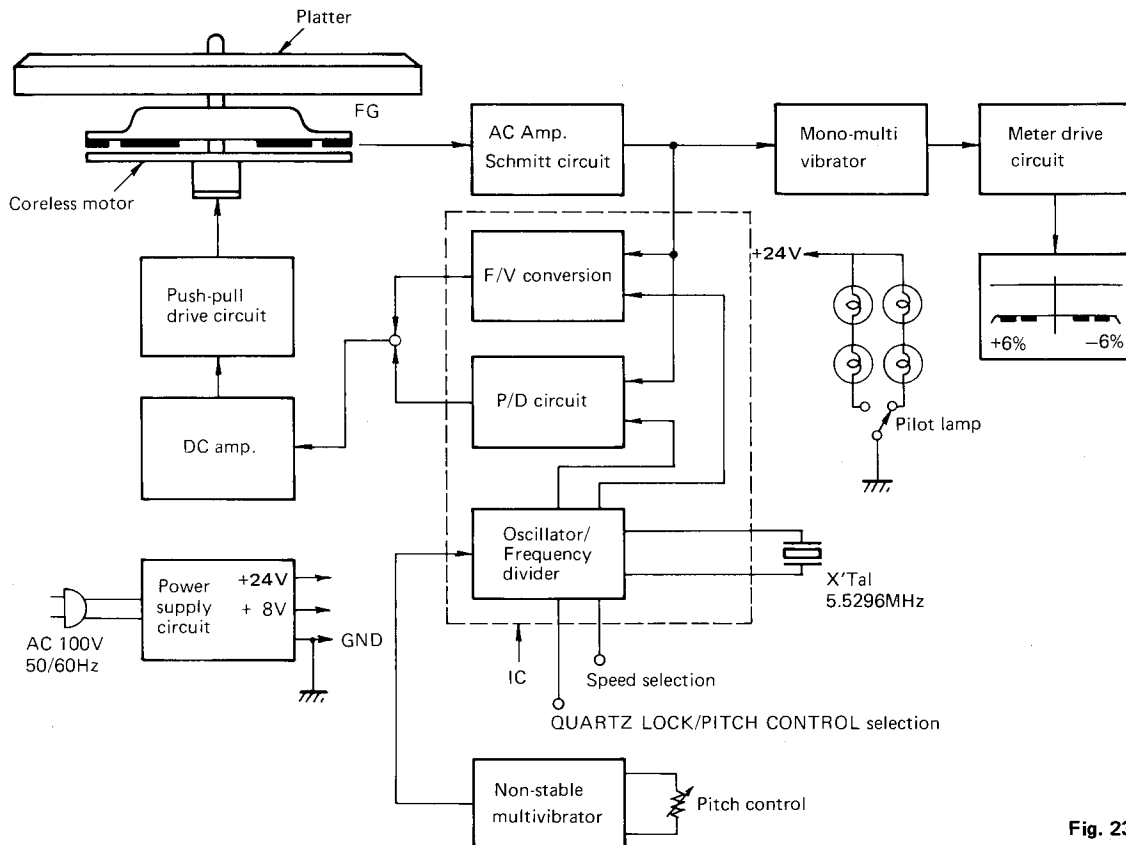 Platter
FG
Coreless motor
AC Amp.
Schmitt circuit
Mono-multi
vibrator
Meter drive
circuit
+6%
−6%
+24V
Pilot lamp
F/V conversion
P/D circuit
Push-pull
drive circuit
DC amp.
Oscillator/
Frequency
divider
X'Tal
5.5296MHz
IC
Speed selection
QUARTZ LOCK/PITCH CONTROL selection
Power
supply
circuit
+24V
+ 8V
GND
AC 100V
50/60Hz
Non-stable
multivibrator
Pitch control
Fig. 23